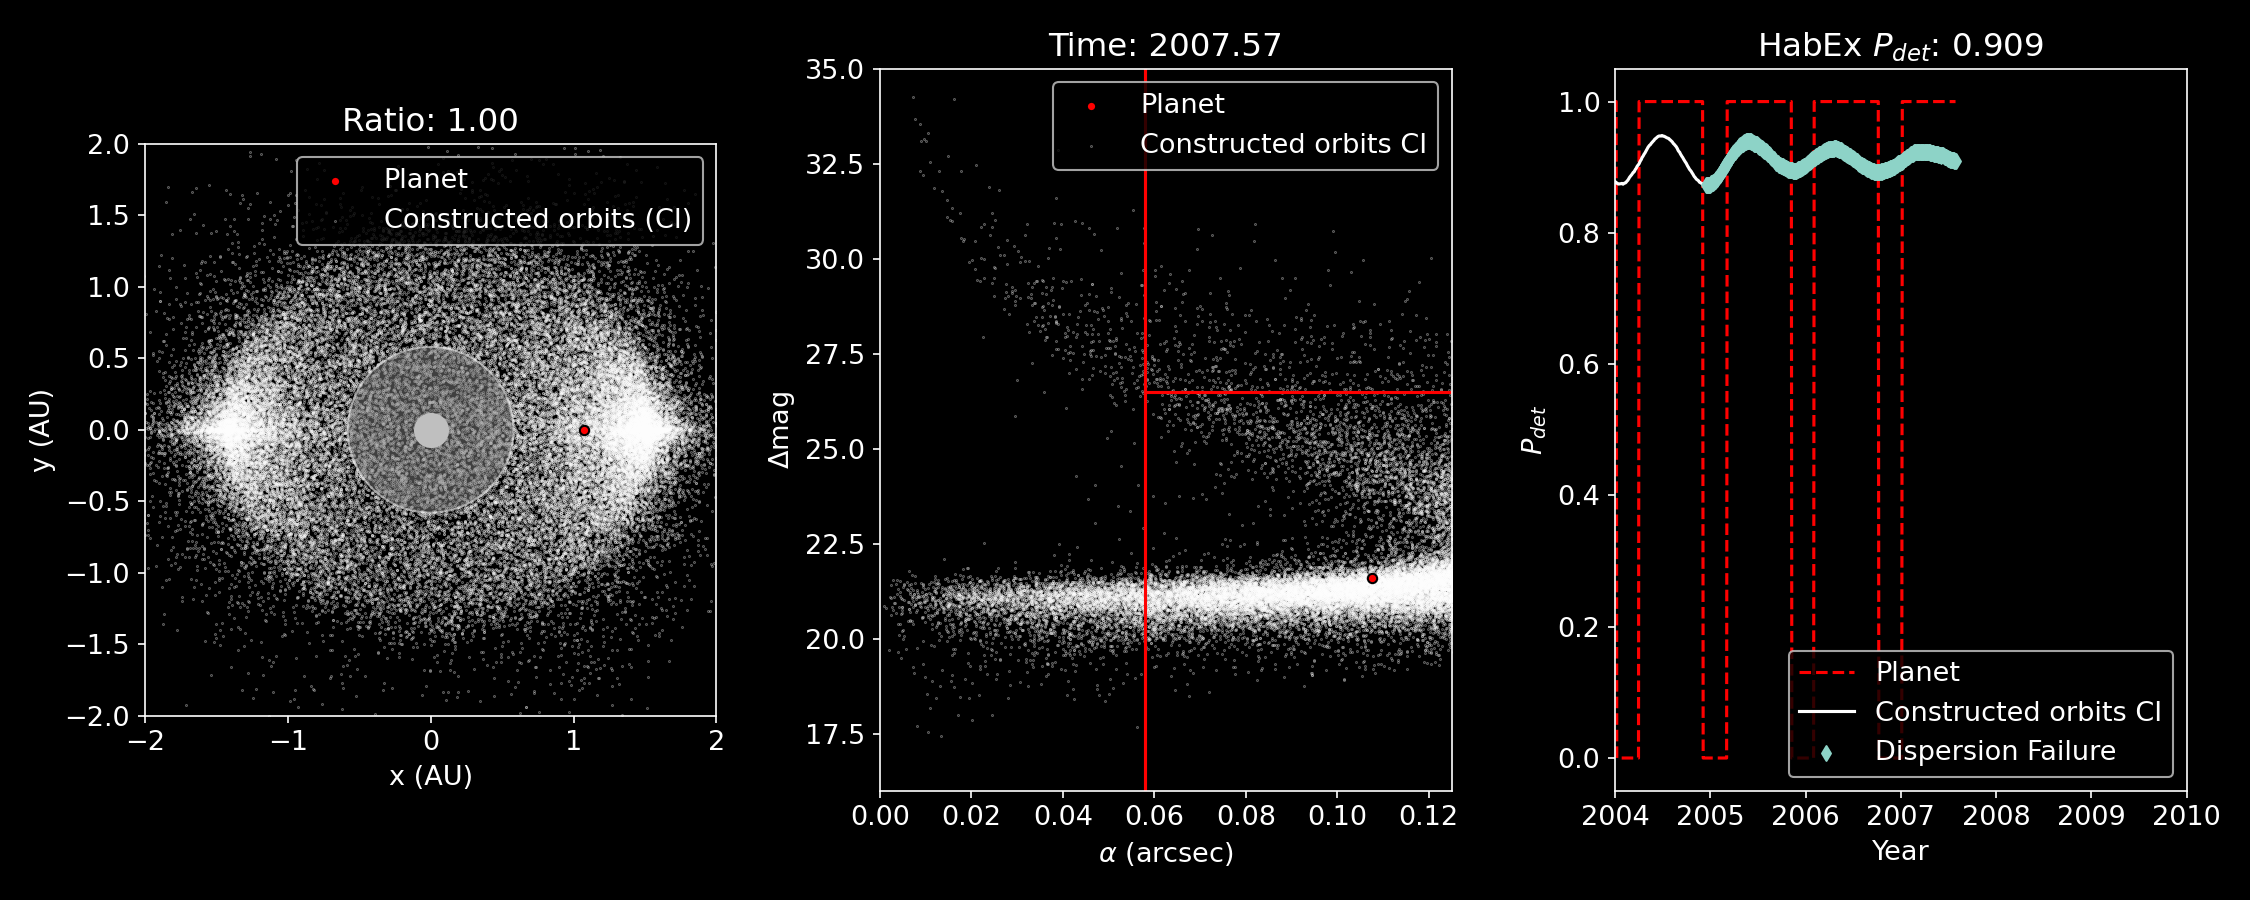 Ratio: 1.00
Planet
Constructed orbits (CI)
2.0
1.5
1.0
0.5
0.0
−0.5
−1.0
−1.5
−2.0
y (AU)
−2
−1
0
1
2
x (AU)
Time: 2007.57
Planet
Constructed orbits CI
35.0
32.5
30.0
27.5
25.0
22.5
20.0
17.5
Δmag
0.00
0.02
0.04
0.06
0.08
0.10
0.12
α (arcsec)
HabEx P_det: 0.909
1.0
0.8
0.6
0.4
0.2
0.0
P_det
Planet
Constructed orbits CI
Dispersion Failure
2004
2005
2006
2007
2008
2009
2010
Year